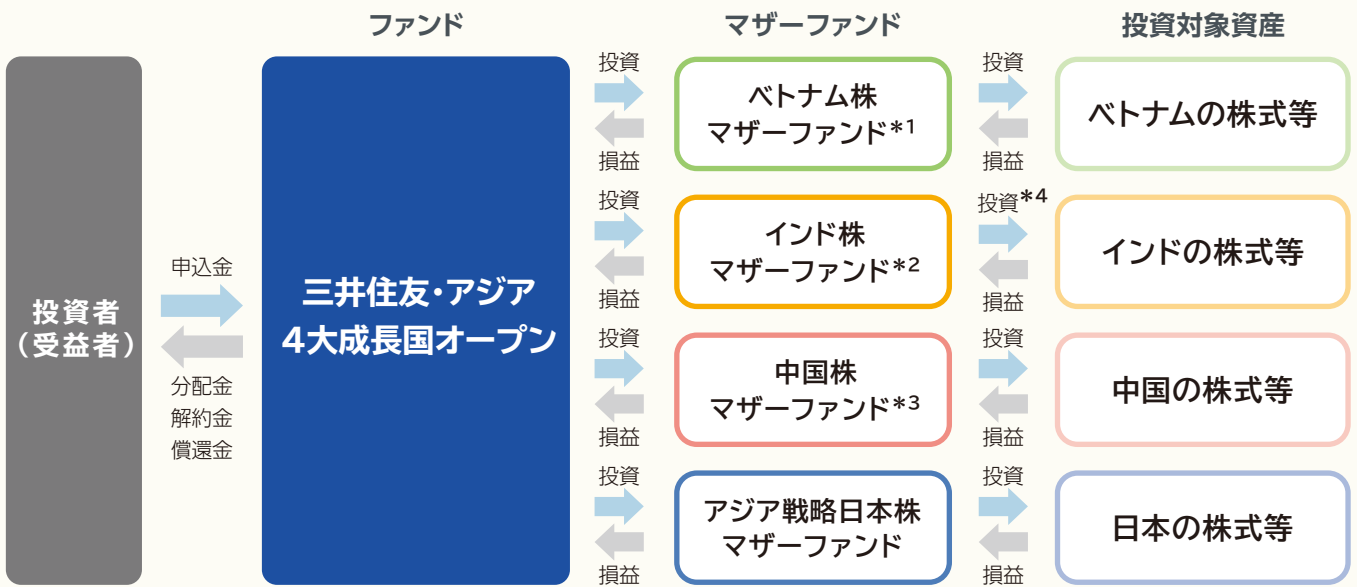 ファンド
マザーファンド
投資対象資産
投資者
(受益者)
申込金
分配金
解約金
償還金
三井住友・アジア
4大成長国オープン
投資
損益
ベトナム株
マザーファンド*1
投資
損益
ベトナムの株式等
投資
損益
インド株
マザーファンド*2
投資*4
損益
インドの株式等
投資
損益
中国株
マザーファンド*3
投資
損益
中国の株式等
投資
損益
アジア戦略日本株
マザーファンド
投資
損益
日本の株式等